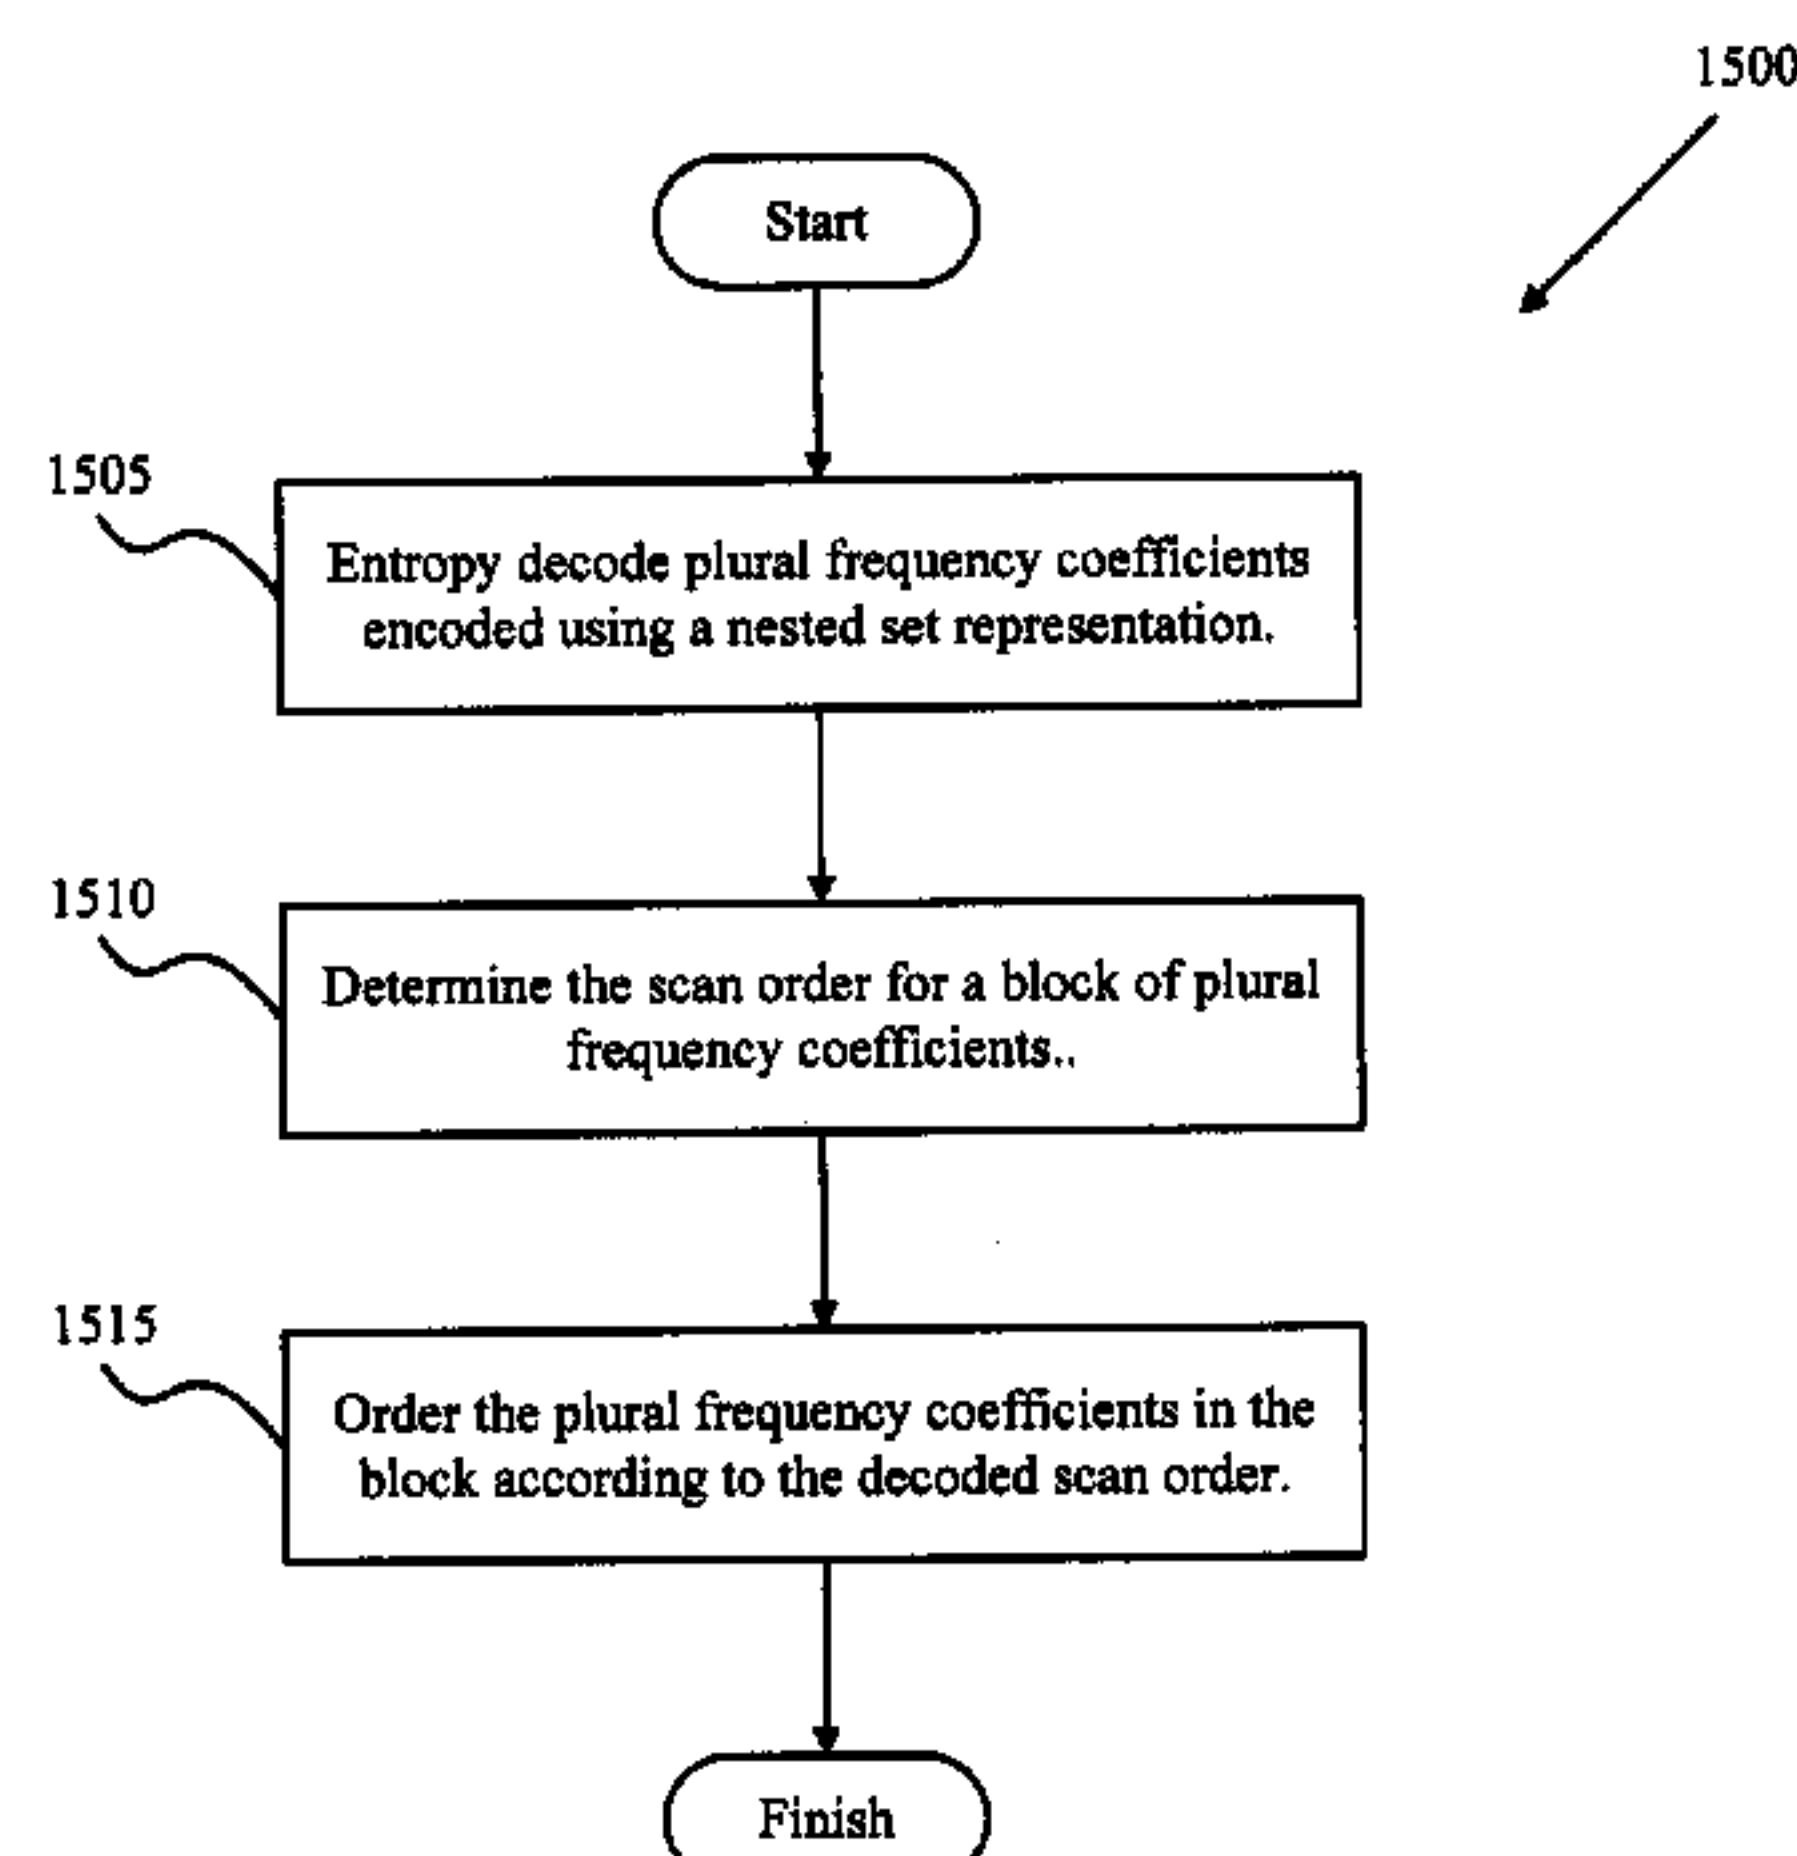 1500
Start
1505
Entropy decode plural frequency coefficients
encoded using a nested set representation.
1510
Determine the scan order for a block of plural
frequency coefficients..
1515
Order the plural frequency coefficients in the
block according to the decoded scan order.
Finish